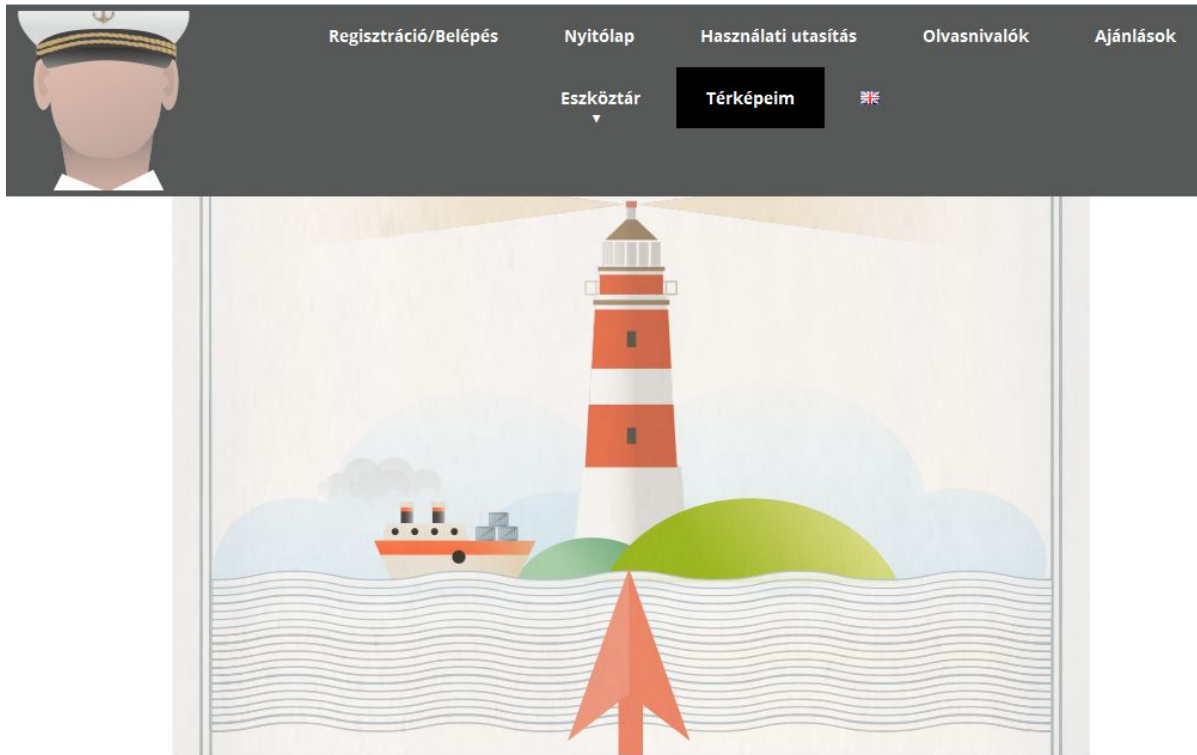 Regisztráció/Belépés Nyitólap Használati utasítás Olvasnivalók Ajánlások
Eszköztár Térképeim
▼